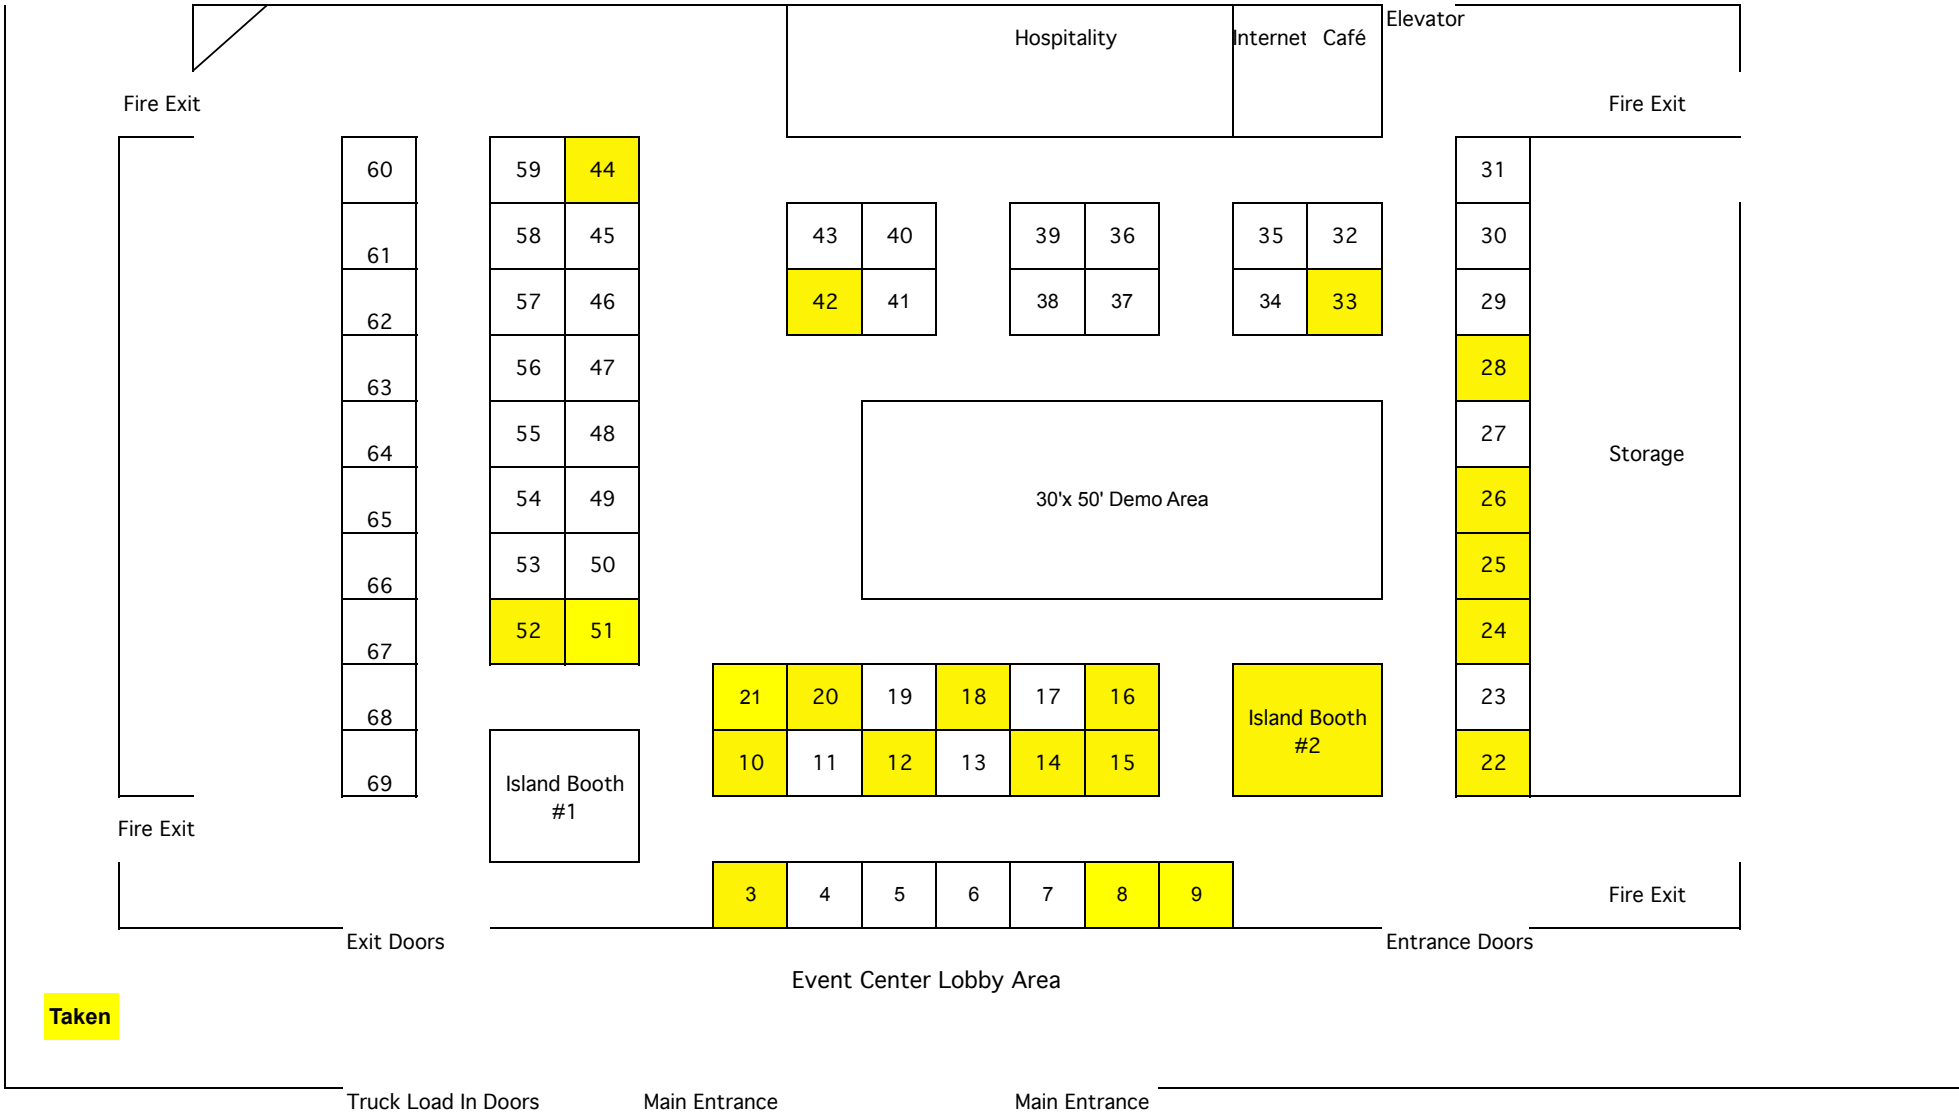 Elevator
Hospitality
Internet Café
Fire Exit
Fire Exit
60 59 44 31
58 45 43 40 39 36 35 32 30
61
57 46 42 41 38 37 34 33 29
62
56 47 28
63
55 48 27
64
Storage
54 49 30'x 50' Demo Area 26
65
53 50 25
66
52 51 24
67
21 20 19 18 17 16 23
68
Island Booth
#2
10 11 12 13 14 15 22
69
Island Booth
#1
Fire Exit
3 4 5 6 7 8 9
Fire Exit
Exit Doors
Entrance Doors
Event Center Lobby Area
Taken
Truck Load In Doors
Main Entrance
Main Entrance